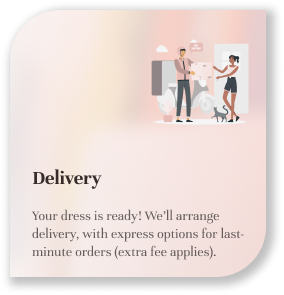 Delivery
Your dress is ready! We’ll arrange
delivery, with express options for last-
minute orders (extra fee applies).